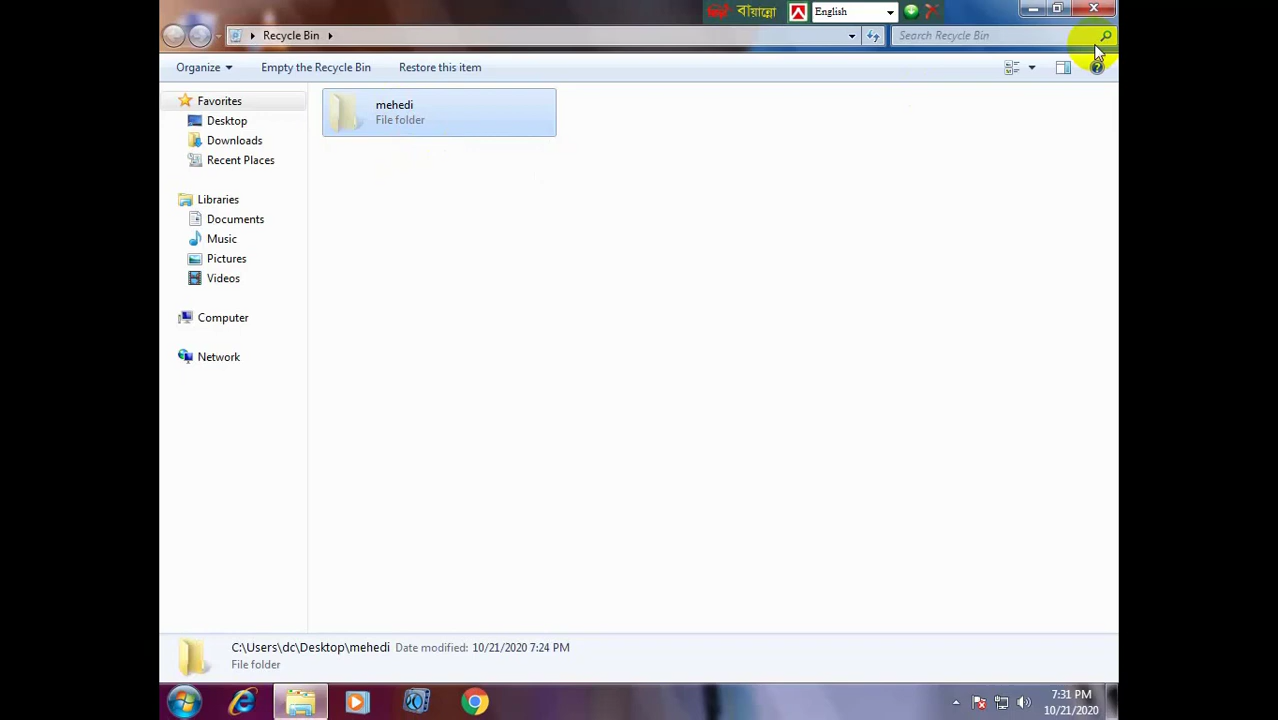 বাঁয়ান্নো English
Recycle Bin Search Recycle Bin
Organize Empty the Recycle Bin Restore this item
Favorites
Desktop
Downloads
Recent Places
Libraries
Documents
Music
Pictures
Videos
Computer
Network
mehedi
File folder
C:\Users\dc\Desktop\mehedi Date modified: 10/21/2020 7:24 PM
File folder
7:31 PM
10/21/2020